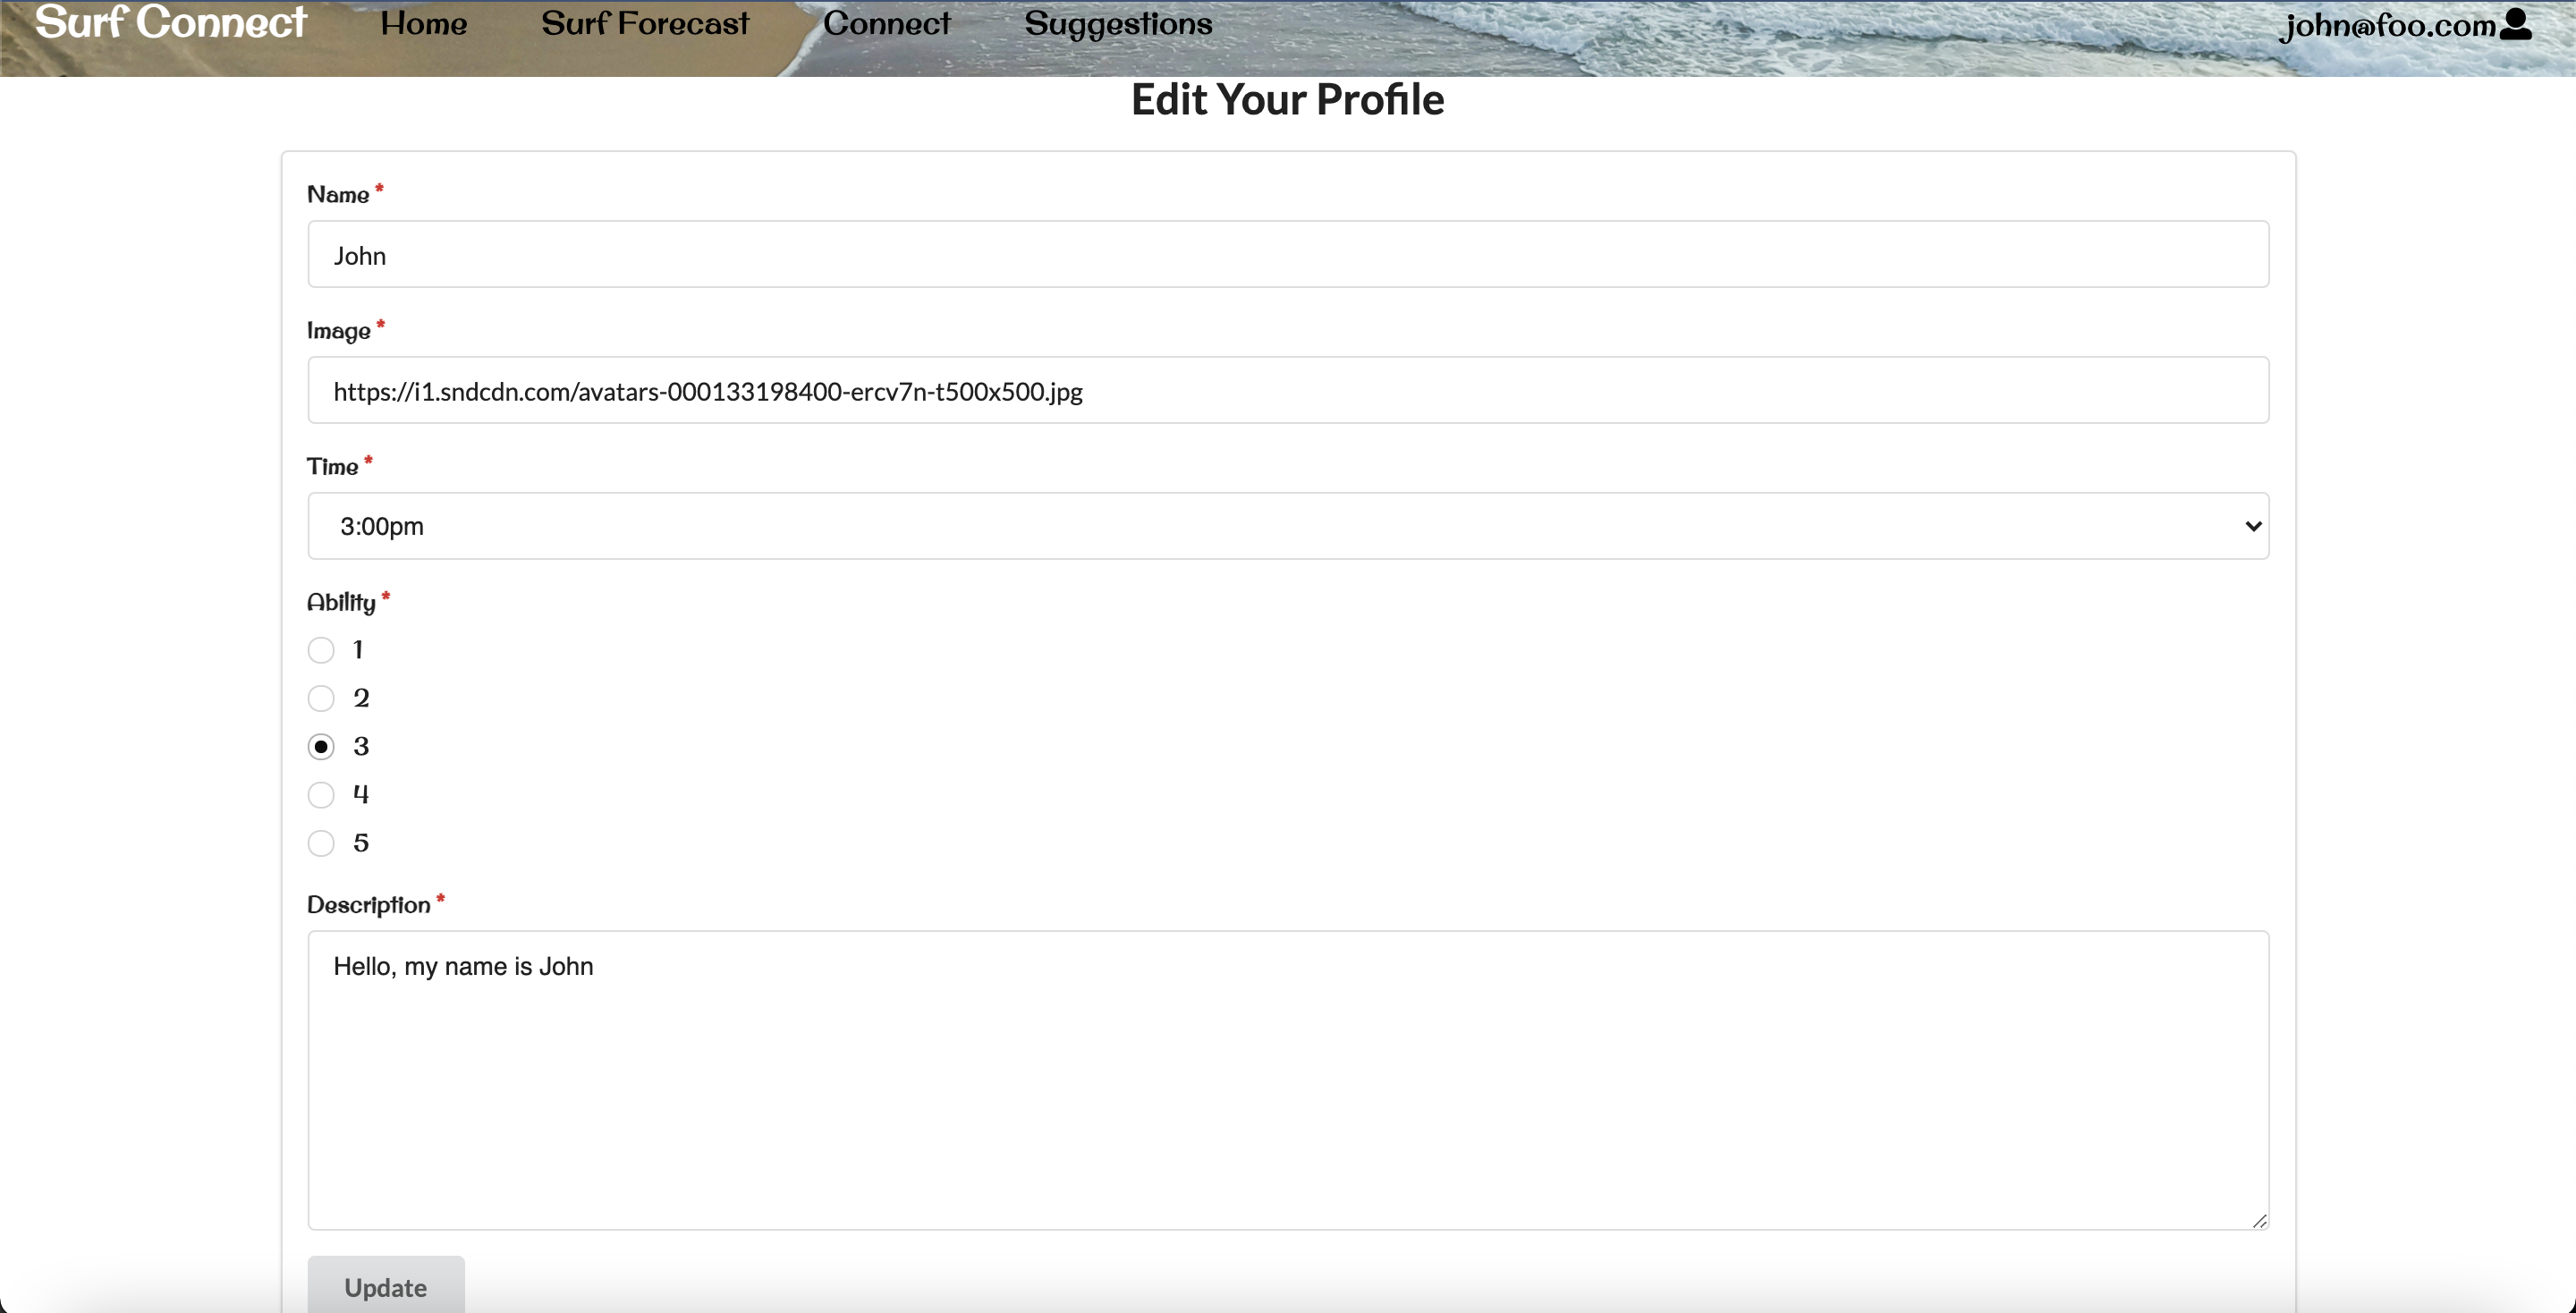 Surf Connect Home Surf Forecast Connect Suggestions john@foo.com
Edit Your Profile
Name *
John
Image *
https://i1.sndcdn.com/avatars-000133198400-ercv7n-t500x500.jpg
Time *
3:00pm
Ability *
1
2
3
4
5
Description *
Hello, my name is John
Update